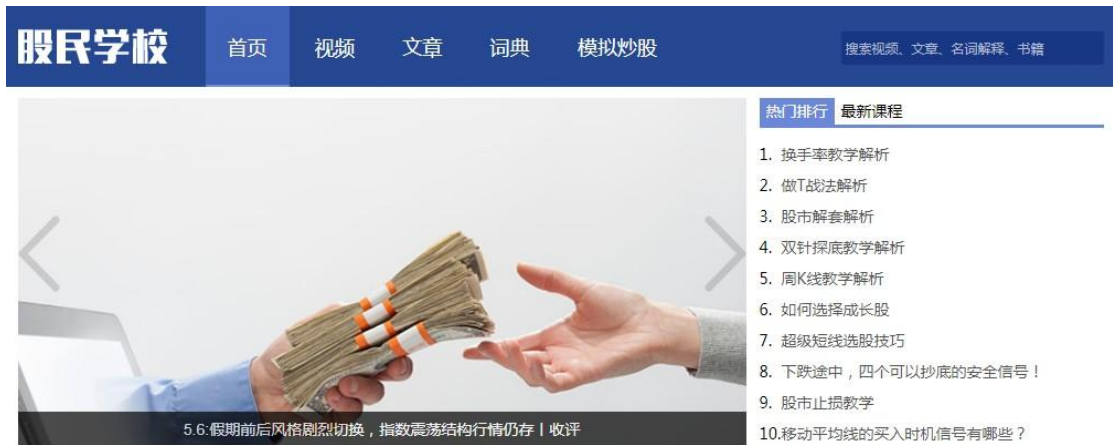 股民学校 首页 视频 文章 词典 模拟炒股 搜索视频、文章、名词解释、书籍
热门排行 最新课程
1. 换手率教学解析
2. 做T战法解析
3. 股市解套解析
4. 双针探底教学解析
5. 周K线教学解析
6. 如何选择成长股
7. 超级短线选股技巧
8. 下跌途中，四个可以抄底的安全信号！
9. 股市止损教学
10.移动平均线的买入时机信号有哪些？
5.6:假期前后风格剧烈切换，指数震荡结构行情仍存丨收评